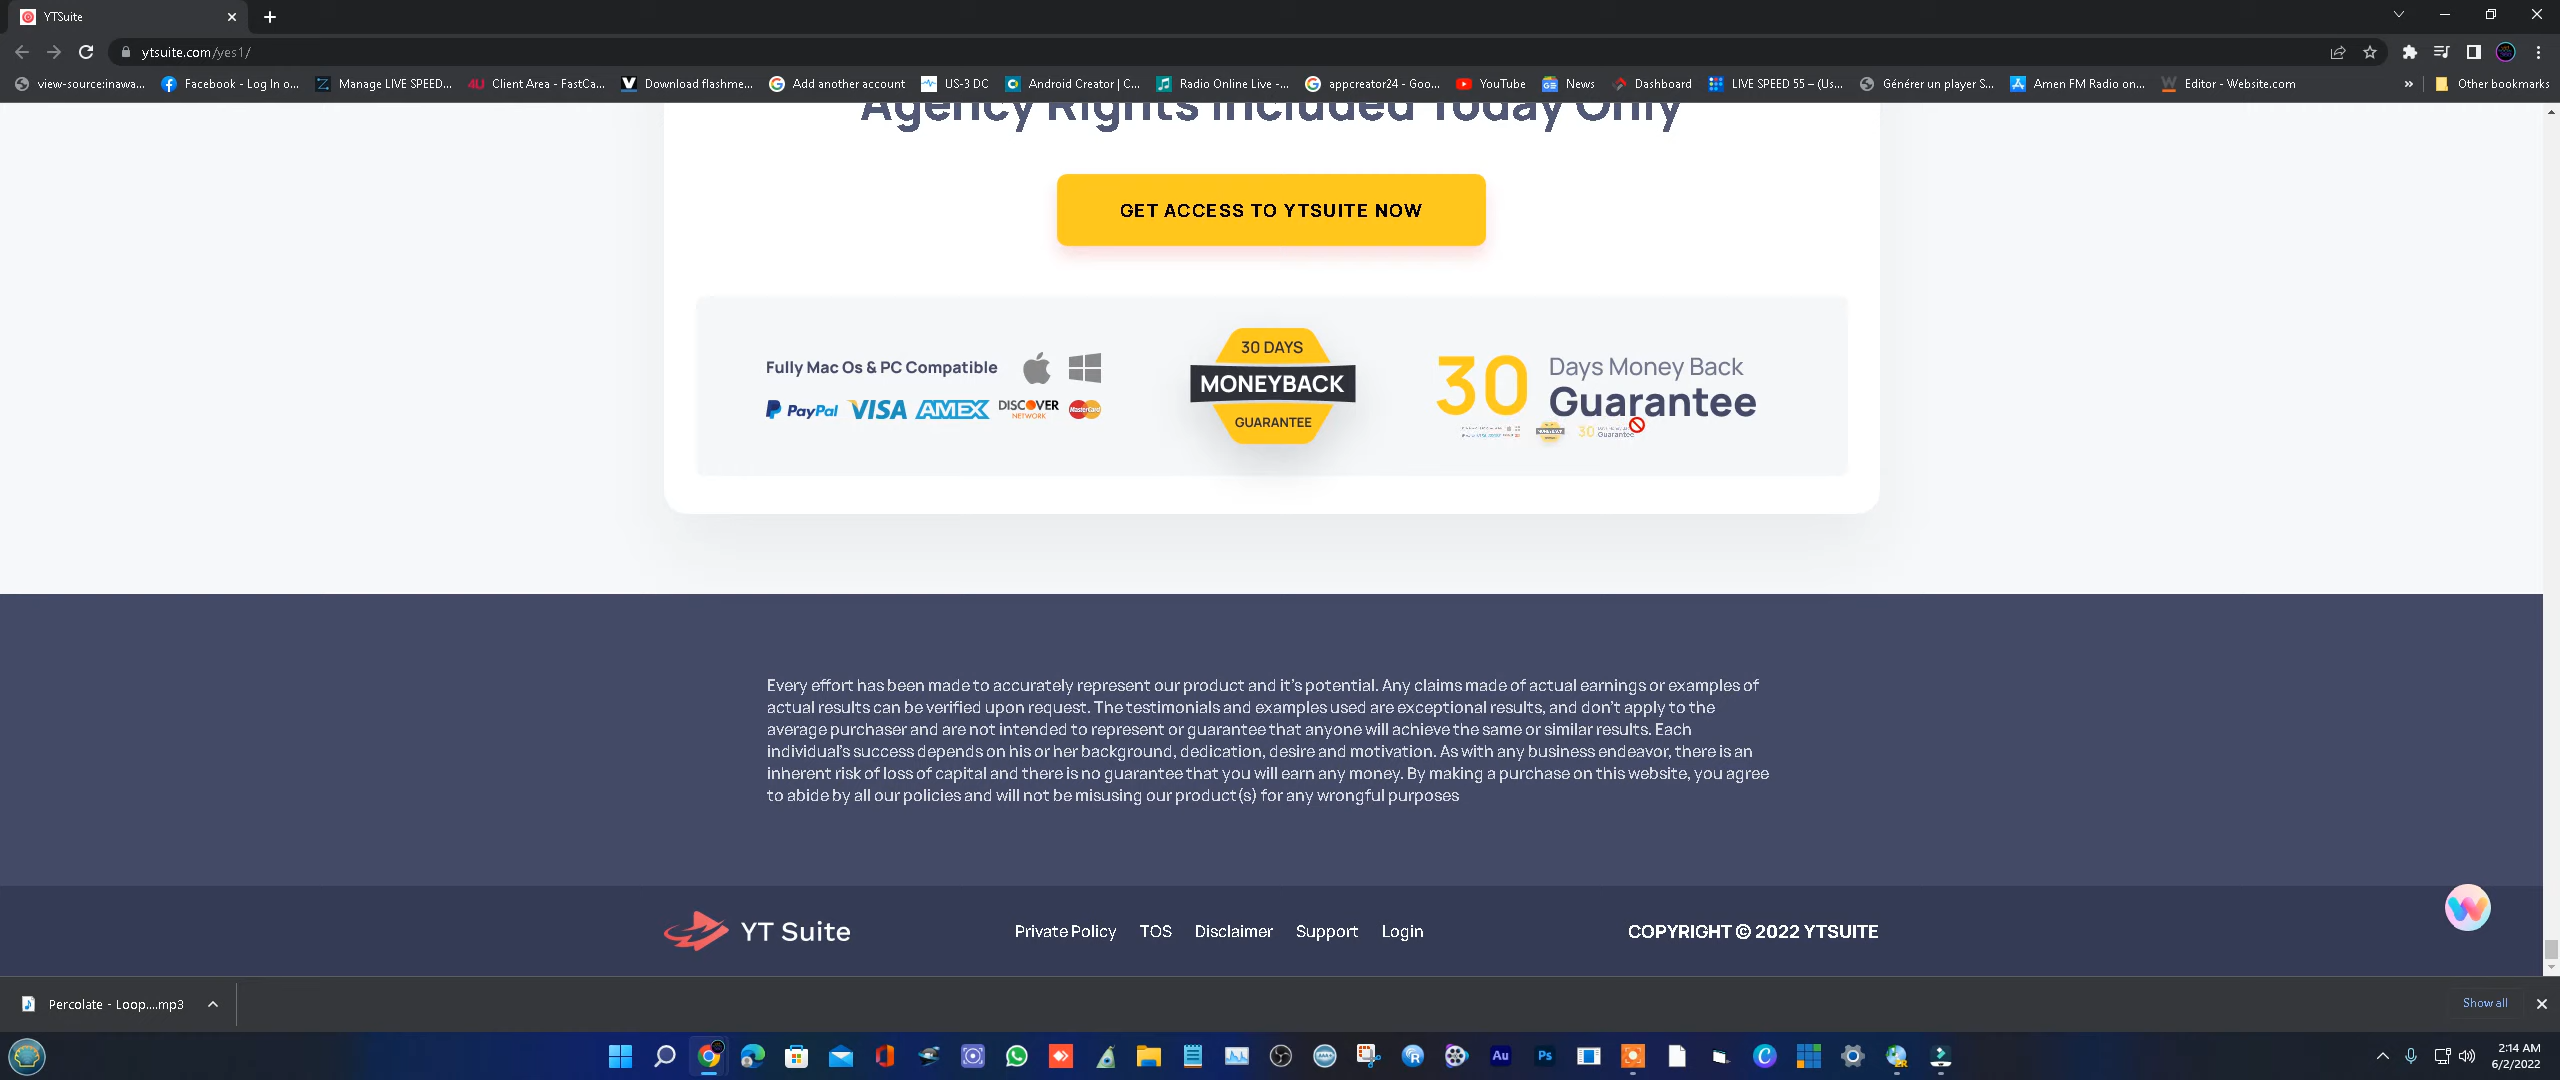 YTSuite
ytsuite.com/yes1/
view-source:inawa...
Facebook - Log In o...
Manage LIVE SPEED...
Client Area - FastCa...
Download flashme...
Add another account
US-3 DC
Android Creator | C...
Radio Online Live -...
appcreator24 - Goo...
YouTube
News
Dashboard
LIVE SPEED 55 – (Us...
Générer un player S...
Amen FM Radio on...
Editor - Website.com
»
Other bookmarks
Agency Rights Included Today Only
GET ACCESS TO YTSUITE NOW
Fully Mac Os & PC Compatible
PayPal VISA AMEX DISCOVER NETWORK MasterCard
30 DAYS
MONEYBACK
GUARANTEE
30 Days Money Back
Guarantee
Every effort has been made to accurately represent our product and it's potential. Any claims made of actual earnings or examples of
actual results can be verified upon request. The testimonials and examples used are exceptional results, and don't apply to the
average purchaser and are not intended to represent or guarantee that anyone will achieve the same or similar results. Each
individual's success depends on his or her background, dedication, desire and motivation. As with any business endeavor, there is an
inherent risk of loss of capital and there is no guarantee that you will earn any money. By making a purchase on this website, you agree
to abide by all our policies and will not be misusing our product(s) for any wrongful purposes
YT Suite
Private Policy TOS Disclaimer Support Login
COPYRIGHT © 2022 YTSUITE
Percolate - Loop....mp3
Show all
Au
Ps
2:14 AM
6/2/2022